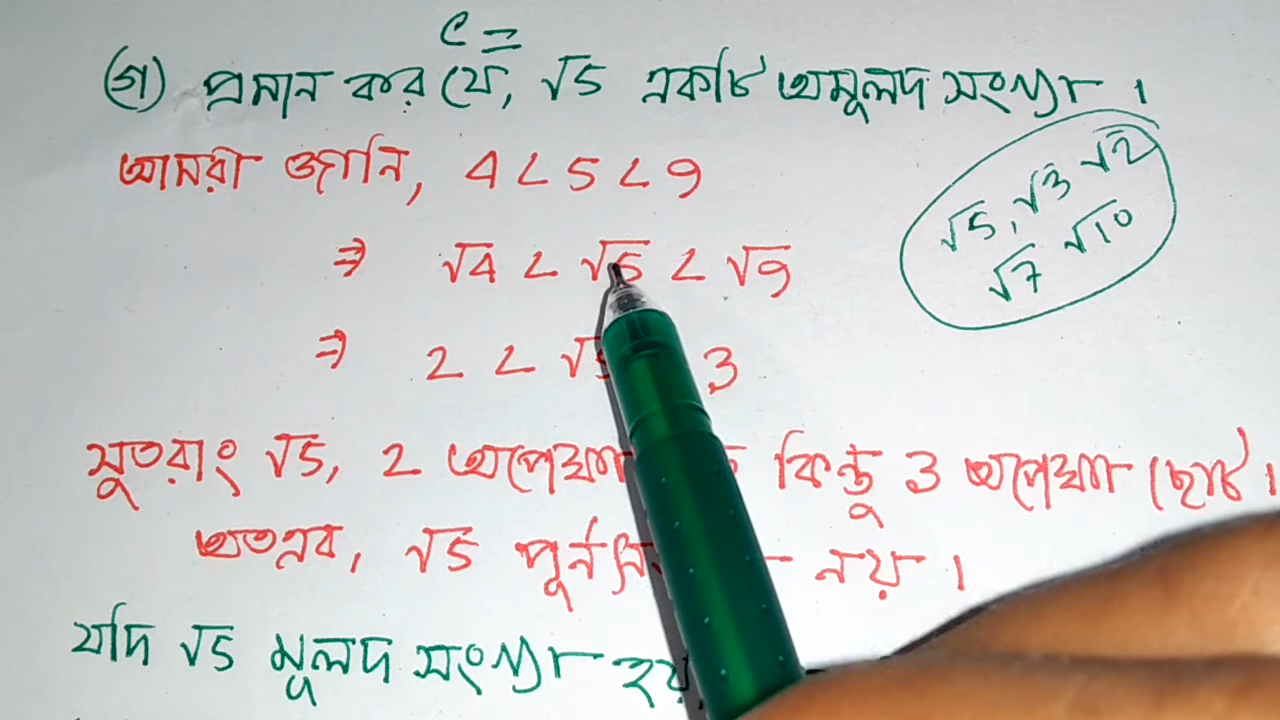 C =
(গ) প্রমান কর যে, √5 একটি অমূলদ সংখ্যা ।
আমরা জানি, 4 < 5 < 9
⇒ √4 < √5 < √9
⇒ 2 < √5 3
√5, √3 √2
√7 √10
সুতরাং √5, 2 অপেক্ষা কিন্তু 3 অপেক্ষা ছোট ।
অতএব, √5 নয় ।
যদি √5 মূলদ সংখ্যা হয়